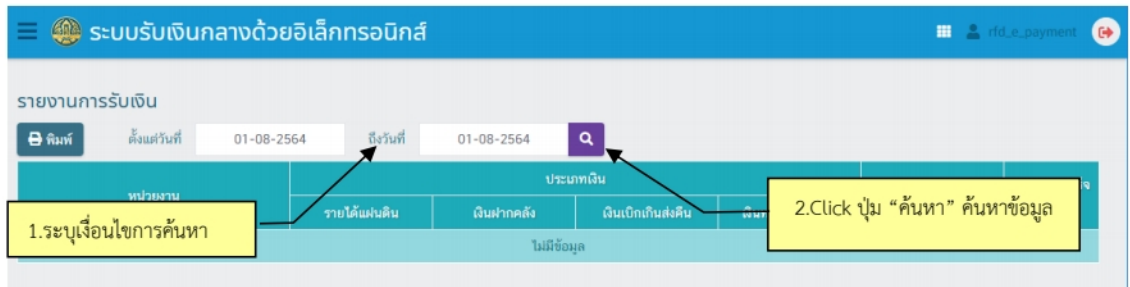 ระบบรับเงินกลางด้วยอิเล็กทรอนิกส์
rfd_e_payment
รายงานการรับเงิน
พิมพ์ ตั้งแต่วันที่ 01-08-2564 ถึงวันที่ 01-08-2564
ประเภทเงิน
หน่วยงาน
รายได้แผ่นดิน เงินฝากคลัง เงินเบิกเกินส่งคืน
1.ระบุเงื่อนไขการค้นหา
2.Click ปุ่ม “ค้นหา” ค้นหาข้อมูล
ไม่มีข้อมูล